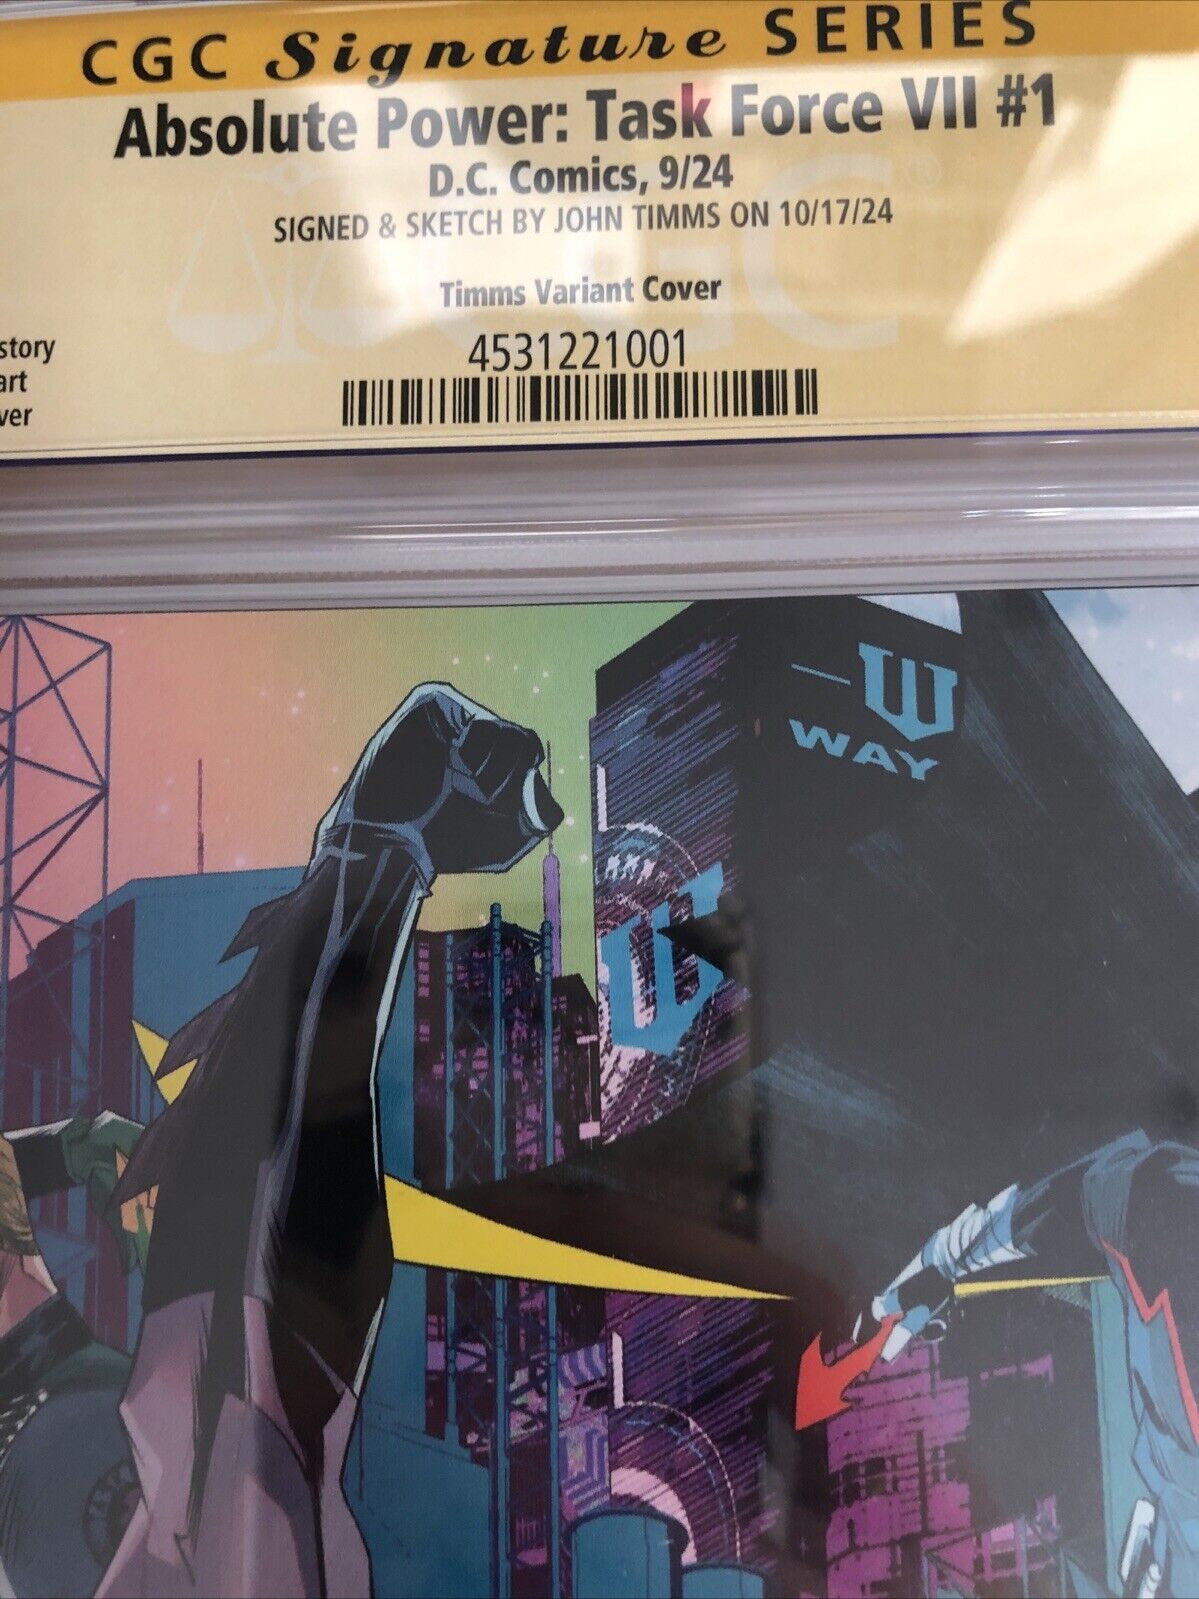 CGC Signature SERIES
Absolute Power: Task Force VII #1
D.C. Comics, 9/24
SIGNED & SKETCH BY JOHN TIMMS ON 10/17/24
Timms Variant Cover
4531221001
story
art
ver
CGC
W
WAY
W